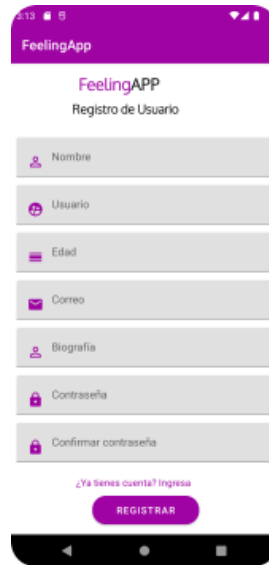 3:13
FeelingApp
FeelingAPP
Registro de Usuario
Nombre
Usuario
Edad
Correo
Biografía
Contraseña
Confirmar contraseña
¿Ya tienes cuenta? Ingresa
REGISTRAR